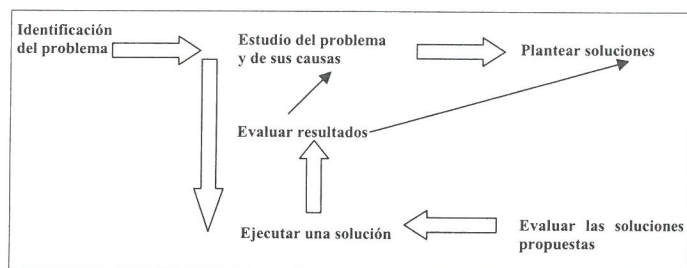 Identificación
del problema
Estudio del problema
y de sus causas
Plantear soluciones
Evaluar resultados
Ejecutar una solución
Evaluar las soluciones
propuestas